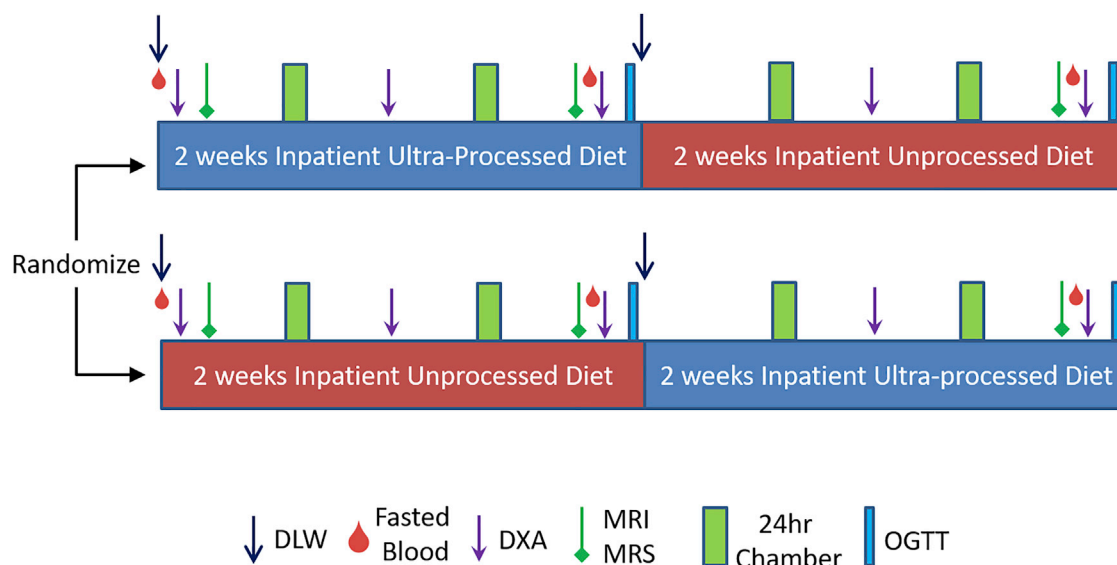 2 weeks Inpatient Ultra-Processed Diet
2 weeks Inpatient Unprocessed Diet
Randomize
2 weeks Inpatient Unprocessed Diet
2 weeks Inpatient Ultra-processed Diet
DLW
Fasted
Blood
DXA
MRI
MRS
24hr
Chamber
OGTT